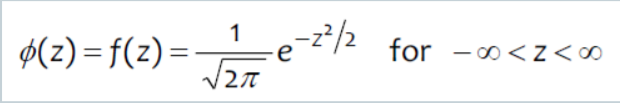 ϕ(z) = f(z) = 1/√2π e^−z²/2 for −∞ < z < ∞